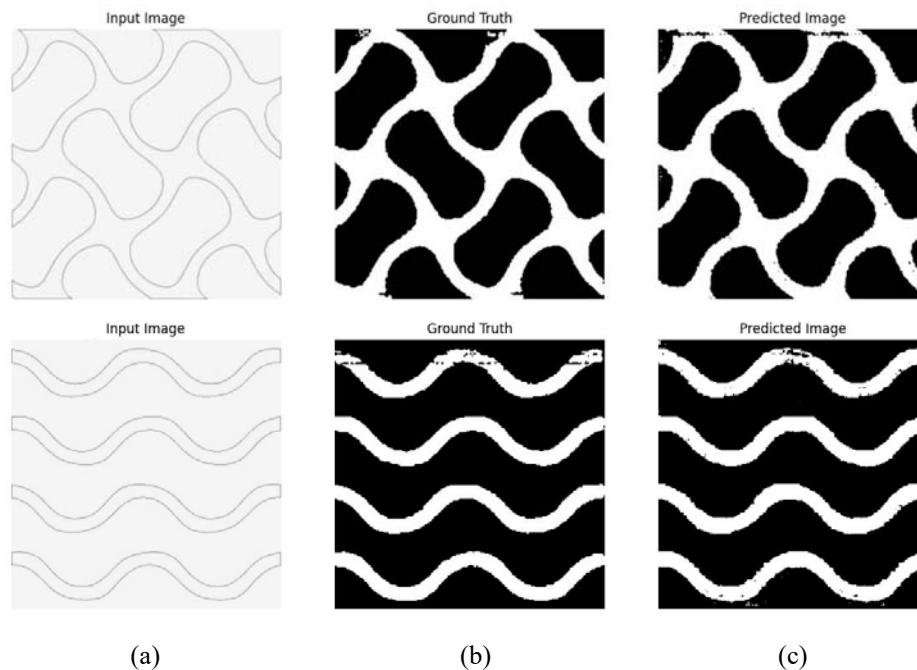 Input Image
Ground Truth
Predicted Image
Input Image
Ground Truth
Predicted Image
(a)
(b)
(c)